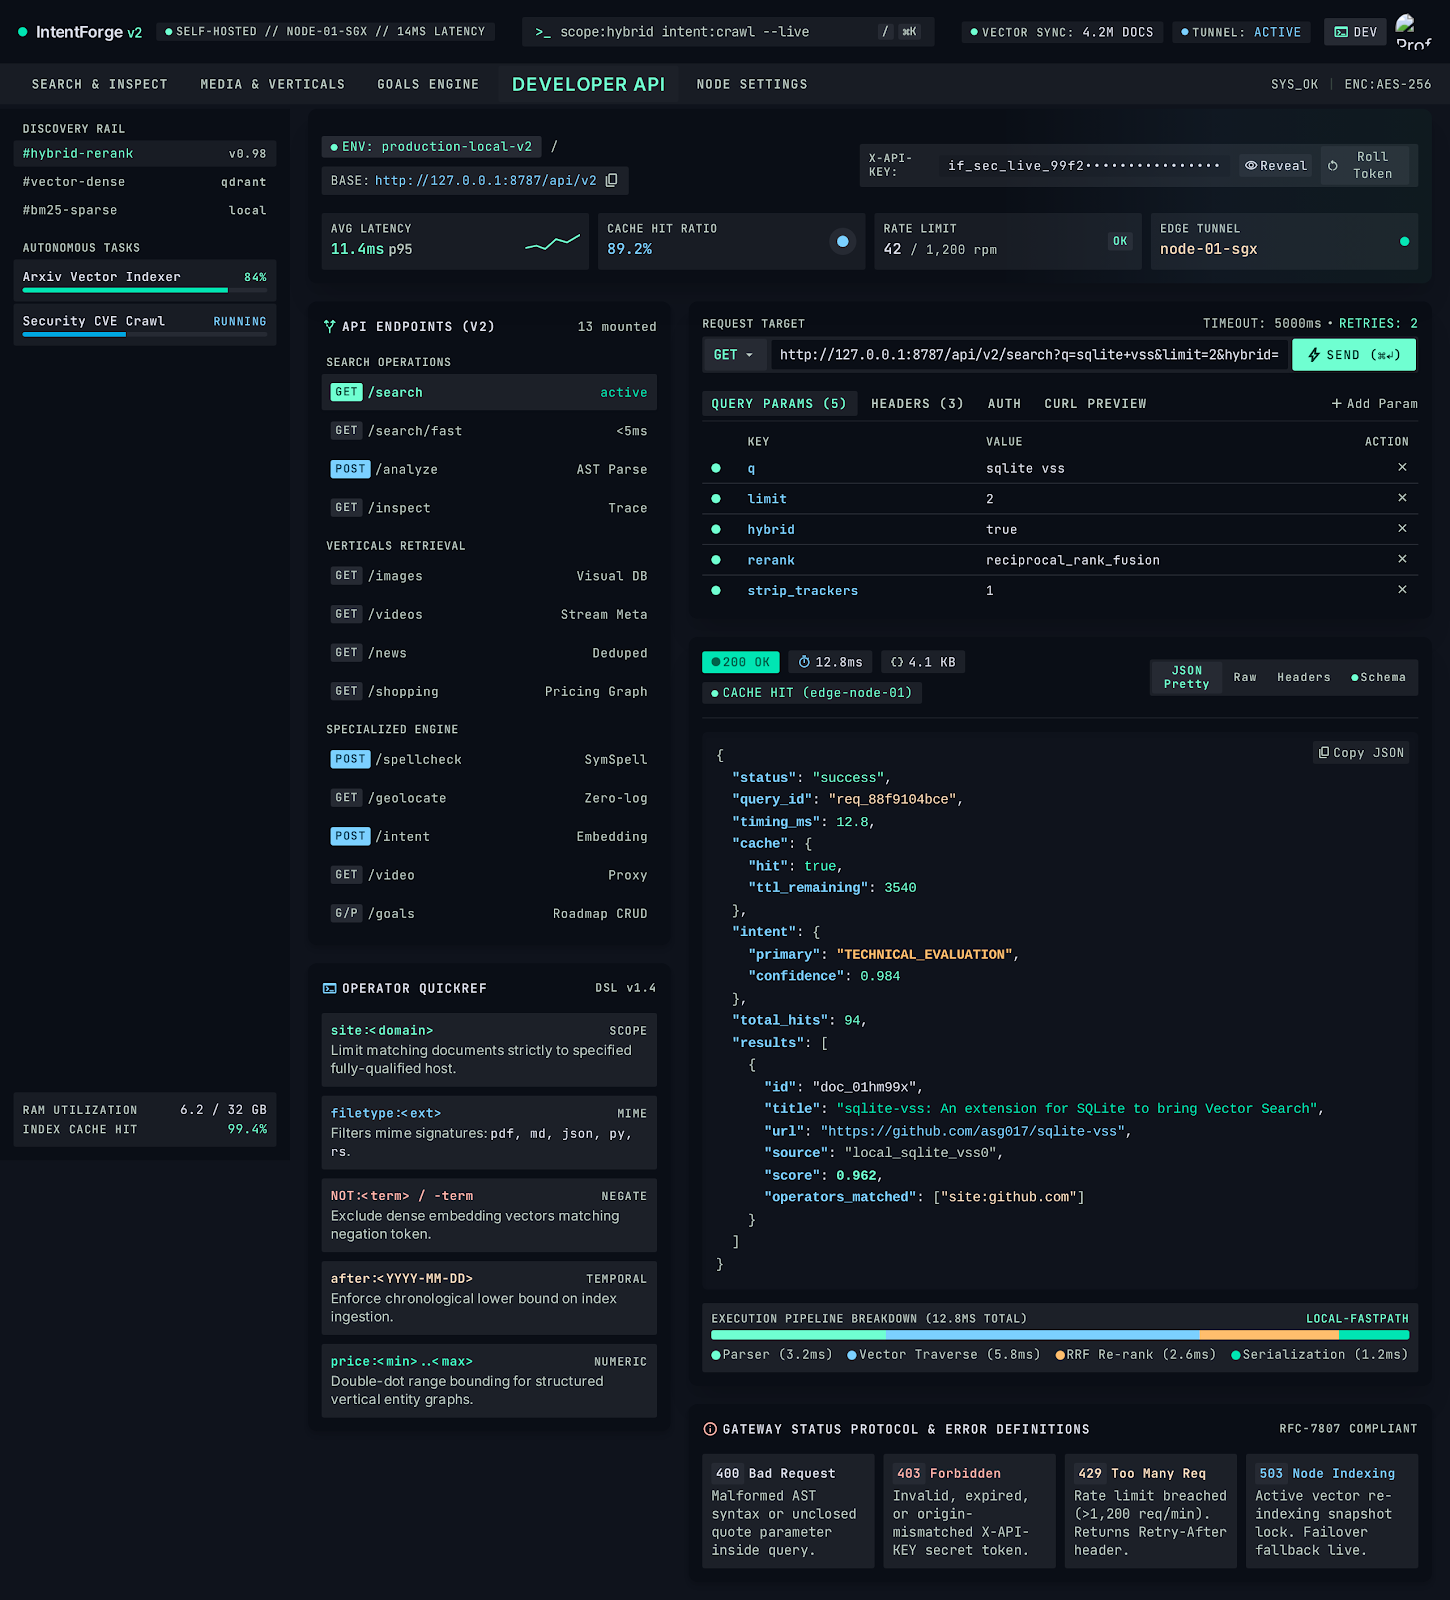 IntentForge v2
SELF-HOSTED // NODE-01-SGX // 14MS LATENCY
>_ scope:hybrid intent:crawl --live
/ ⌘K
VECTOR SYNC: 4.2M DOCS
TUNNEL: ACTIVE
DEV
SEARCH & INSPECT
MEDIA & VERTICALS
GOALS ENGINE
DEVELOPER API
NODE SETTINGS
SYS_OK | ENC:AES-256
DISCOVERY RAIL
#hybrid-rerank v0.98
#vector-dense qdrant
#bm25-sparse local
AUTONOMOUS TASKS
Arxiv Vector Indexer 84%
Security CVE Crawl RUNNING
RAM UTILIZATION 6.2 / 32 GB
INDEX CACHE HIT 99.4%
ENV: production-local-v2 /
BASE: http://127.0.0.1:8787/api/v2
X-API-
KEY:
if_sec_live_99f2••••••••••••••••
Reveal
Roll
Token
AVG LATENCY
11.4ms p95
CACHE HIT RATIO
89.2%
RATE LIMIT
42 / 1,200 rpm
OK
EDGE TUNNEL
node-01-sgx
API ENDPOINTS (V2) 13 mounted
SEARCH OPERATIONS
GET /search active
GET /search/fast <5ms
POST /analyze AST Parse
GET /inspect Trace
VERTICALS RETRIEVAL
GET /images Visual DB
GET /videos Stream Meta
GET /news Deduped
GET /shopping Pricing Graph
SPECIALIZED ENGINE
POST /spellcheck SymSpell
GET /geolocate Zero-log
POST /intent Embedding
GET /video Proxy
G/P /goals Roadmap CRUD
OPERATOR QUICKREF DSL v1.4
site:<domain> SCOPE
Limit matching documents strictly to specified
fully-qualified host.
filetype:<ext> MIME
Filters mime signatures: pdf, md, json, py,
rs.
NOT:<term> / -term NEGATE
Exclude dense embedding vectors matching
negation token.
after:<YYYY-MM-DD> TEMPORAL
Enforce chronological lower bound on index
ingestion.
price:<min>..<max> NUMERIC
Double-dot range bounding for structured
vertical entity graphs.
REQUEST TARGET TIMEOUT: 5000ms • RETRIES: 2
GET http://127.0.0.1:8787/api/v2/search?q=sqlite+vss&limit=2&hybrid=
SEND (⌘↵)
QUERY PARAMS (5) HEADERS (3) AUTH CURL PREVIEW + Add Param
KEY VALUE ACTION
q sqlite vss ✕
limit 2 ✕
hybrid true ✕
rerank reciprocal_rank_fusion ✕
strip_trackers 1 ✕
200 OK 12.8ms 4.1 KB
CACHE HIT (edge-node-01)
JSON
Pretty
Raw Headers Schema
Copy JSON
{
"status": "success",
"query_id": "req_88f9104bce",
"timing_ms": 12.8,
"cache": {
"hit": true,
"ttl_remaining": 3540
},
"intent": {
"primary": "TECHNICAL_EVALUATION",
"confidence": 0.984
},
"total_hits": 94,
"results": [
{
"id": "doc_01hm99x",
"title": "sqlite-vss: An extension for SQLite to bring Vector Search",
"url": "https://github.com/asg017/sqlite-vss",
"source": "local_sqlite_vss0",
"score": 0.962,
"operators_matched": ["site:github.com"]
}
]
}
EXECUTION PIPELINE BREAKDOWN (12.8MS TOTAL) LOCAL-FASTPATH
Parser (3.2ms) Vector Traverse (5.8ms) RRF Re-rank (2.6ms) Serialization (1.2ms)
GATEWAY STATUS PROTOCOL & ERROR DEFINITIONS RFC-7807 COMPLIANT
400 Bad Request
Malformed AST
syntax or unclosed
quote parameter
inside query.
403 Forbidden
Invalid, expired,
or origin-
mismatched X-API-
KEY secret token.
429 Too Many Req
Rate limit breached
(>1,200 req/min).
Returns Retry-After
header.
503 Node Indexing
Active vector re-
indexing snapshot
lock. Failover
fallback live.